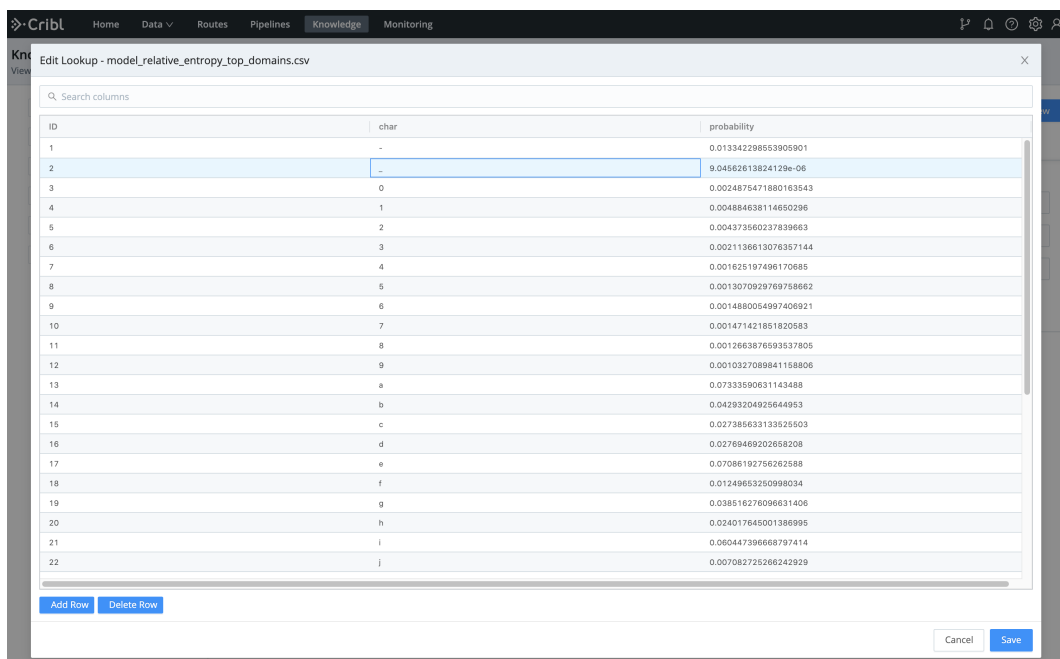 Cribl Home Data Routes Pipelines Knowledge Monitoring
Edit Lookup - model_relative_entropy_top_domains.csv
View
Search columns
ID char probability
1 - 0.013342298553905901
2 _ 9.04562613824129e-06
3 0 0.0024875471880163543
4 1 0.004884638114650296
5 2 0.004373560237839663
6 3 0.0021136613076357144
7 4 0.001625197496170685
8 5 0.0013070929769758662
9 6 0.0014880054997406921
10 7 0.001471421851820583
11 8 0.0012663876593537805
12 9 0.0010327089841158806
13 a 0.07333590631143488
14 b 0.04293204925644953
15 c 0.027385633133525503
16 d 0.02769469202658208
17 e 0.07086192756262588
18 f 0.01249653250998034
19 g 0.038516276096631406
20 h 0.024017645001386995
21 i 0.060447396668797414
22 j 0.007082725266242929
Add Row Delete Row
Cancel Save